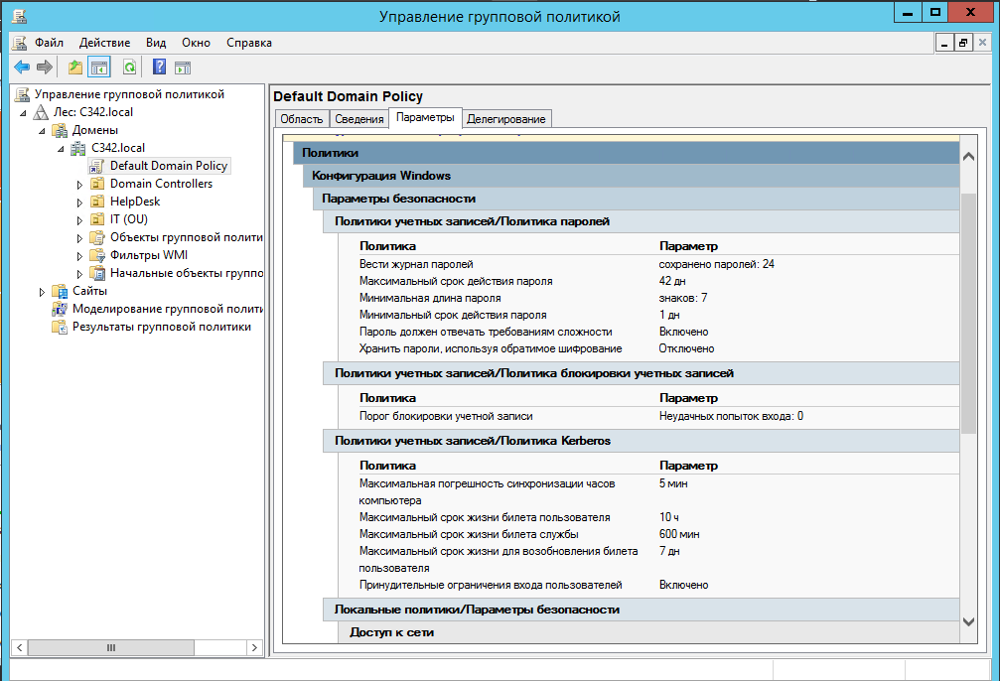 Управление групповой политикой
Файл Действие Вид Окно Справка
Управление групповой политикой
Лес: C342.local
Домены
C342.local
Default Domain Policy
Domain Controllers
HelpDesk
IT (OU)
Объекты групповой полити
Фильтры WMI
Начальные объекты группо
Сайты
Моделирование групповой полити
Результаты групповой политики
Default Domain Policy
Область Сведения Параметры Делегирование
Политики
Конфигурация Windows
Параметры безопасности
Политики учетных записей/Политика паролей
Политика Параметр
Вести журнал паролей сохранено паролей: 24
Максимальный срок действия пароля 42 дн
Минимальная длина пароля знаков: 7
Минимальный срок действия пароля 1 дн
Пароль должен отвечать требованиям сложности Включено
Хранить пароли, используя обратимое шифрование Отключено
Политики учетных записей/Политика блокировки учетных записей
Политика Параметр
Порог блокировки учетной записи Неудачных попыток входа: 0
Политики учетных записей/Политика Kerberos
Политика Параметр
Максимальная погрешность синхронизации часов 5 мин
компьютера
Максимальный срок жизни билета пользователя 10 ч
Максимальный срок жизни билета службы 600 мин
Максимальный срок жизни для возобновления билета 7 дн
пользователя
Принудительные ограничения входа пользователей Включено
Локальные политики/Параметры безопасности
Доступ к сети